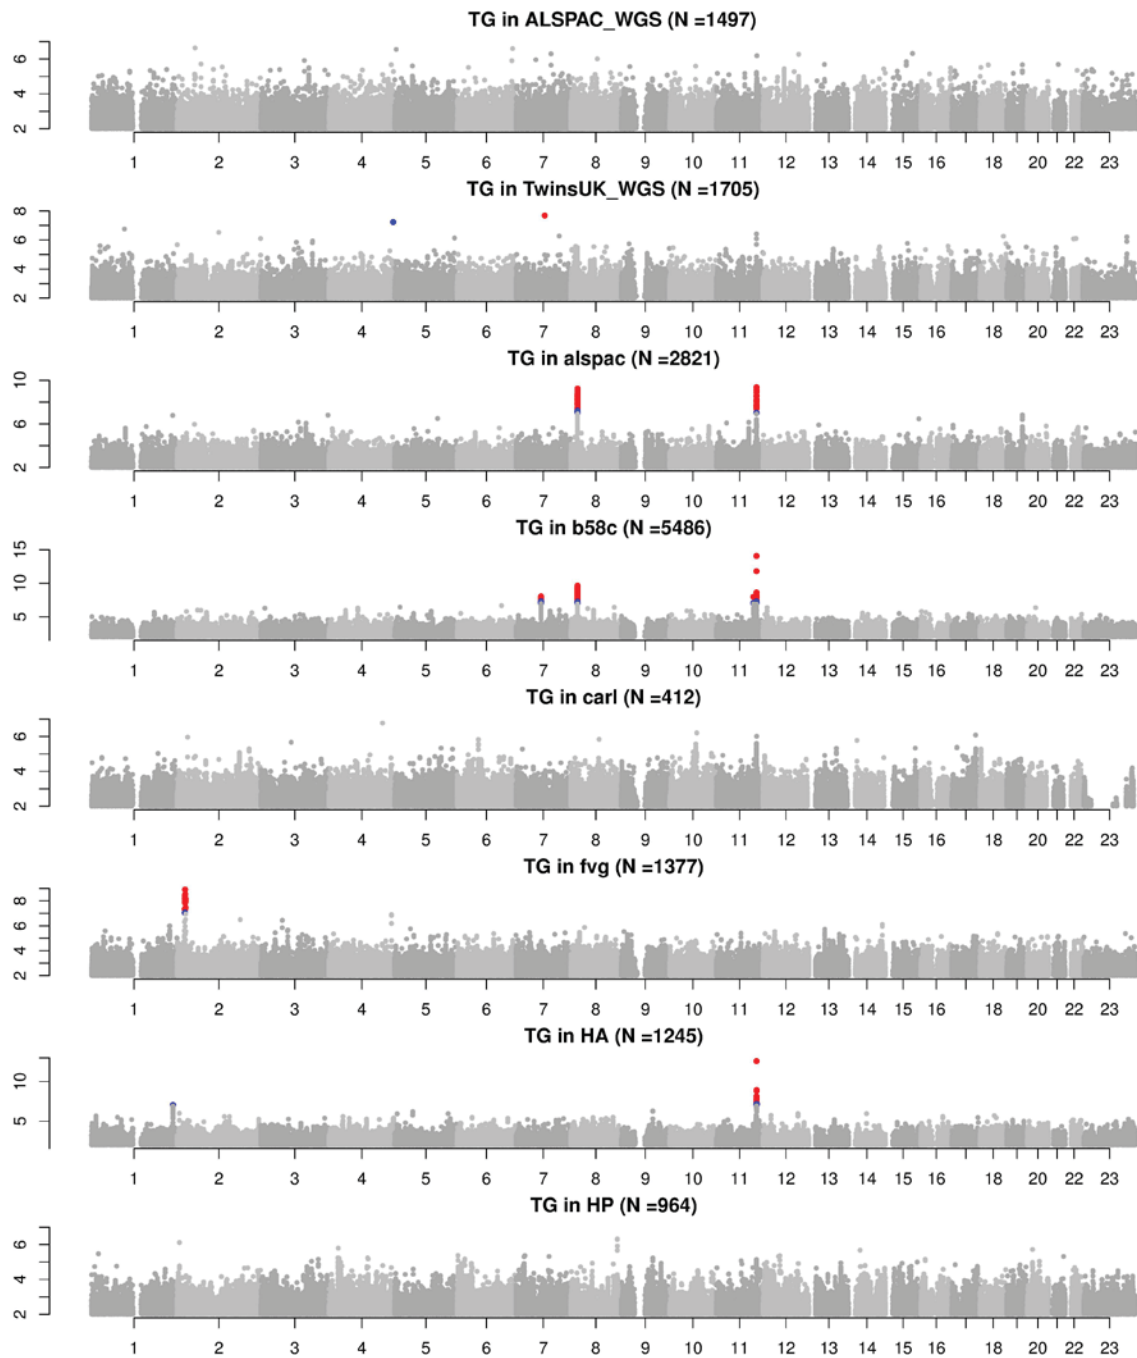 TG in ALSPAC_WGS (N =1497)
2 4 6
1 2 3 4 5 6 7 8 9 10 11 12 13 14 15 16 18 20 22 23
TG in TwinsUK_WGS (N =1705)
2 4 6 8
1 2 3 4 5 6 7 8 9 10 11 12 13 14 15 16 18 20 22 23
TG in alspac (N =2821)
2 6 10
1 2 3 4 5 6 7 8 9 10 11 12 13 14 15 16 18 20 22 23
TG in b58c (N =5486)
5 10 15
1 2 3 4 5 6 7 8 9 10 11 12 13 14 15 16 18 20 22 23
TG in carl (N =412)
2 4 6
1 2 3 4 5 6 7 8 9 10 11 12 13 14 15 16 18 20 22 23
TG in fvg (N =1377)
2 4 6 8
1 2 3 4 5 6 7 8 9 10 11 12 13 14 15 16 18 20 22 23
TG in HA (N =1245)
5 10
1 2 3 4 5 6 7 8 9 10 11 12 13 14 15 16 18 20 22 23
TG in HP (N =964)
2 4 6
1 2 3 4 5 6 7 8 9 10 11 12 13 14 15 16 18 20 22 23